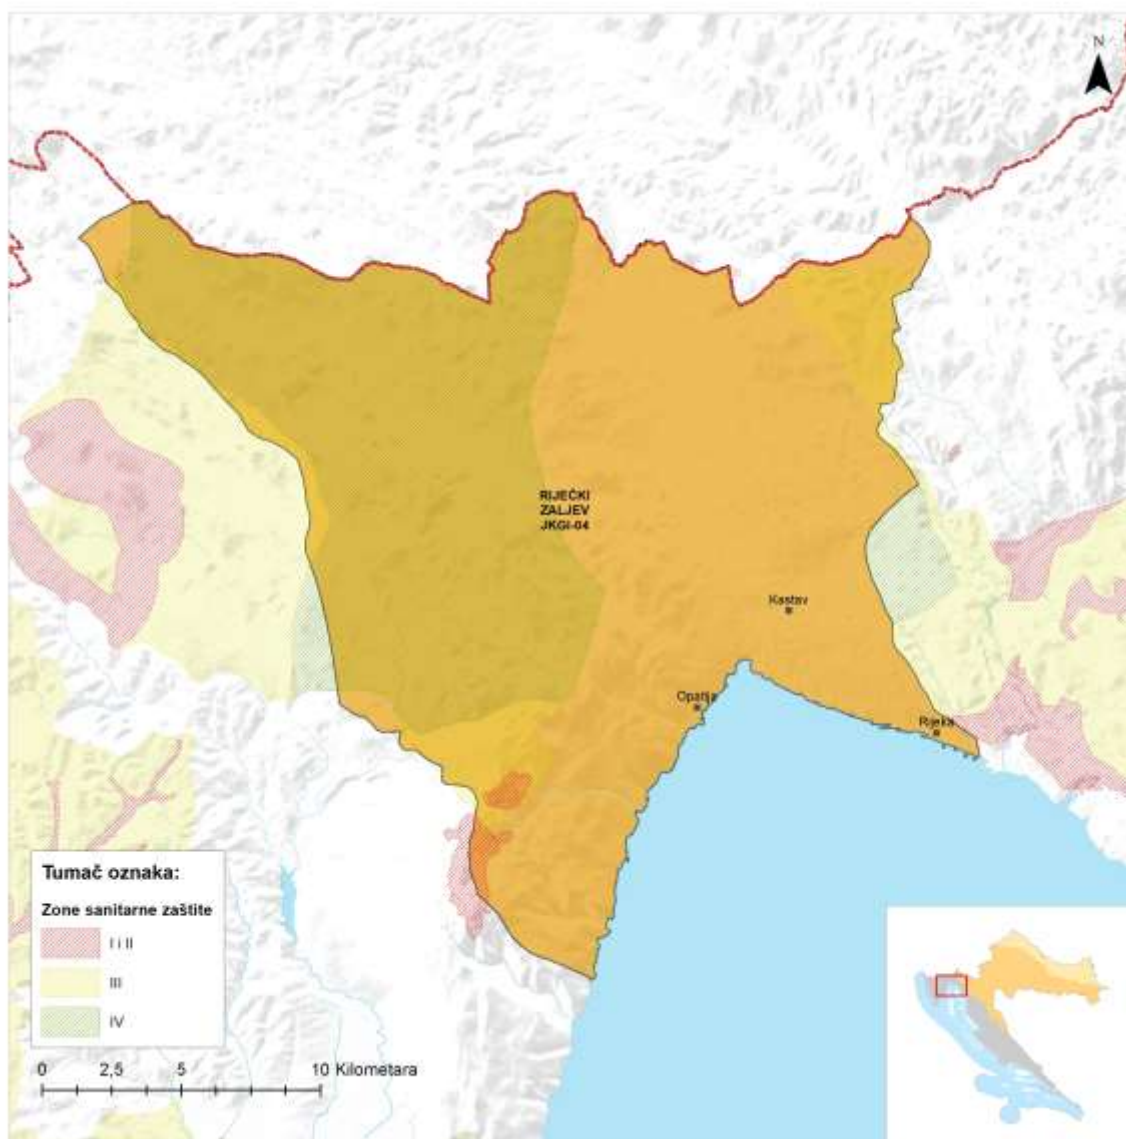 N
RIJEČKI
ZALJEV
JKGI-04
Kastav
Opatija
Rijeka
Tumač oznaka:
Zone sanitarne zaštite
I i II
III
IV
0 2,5 5 10 Kilometara